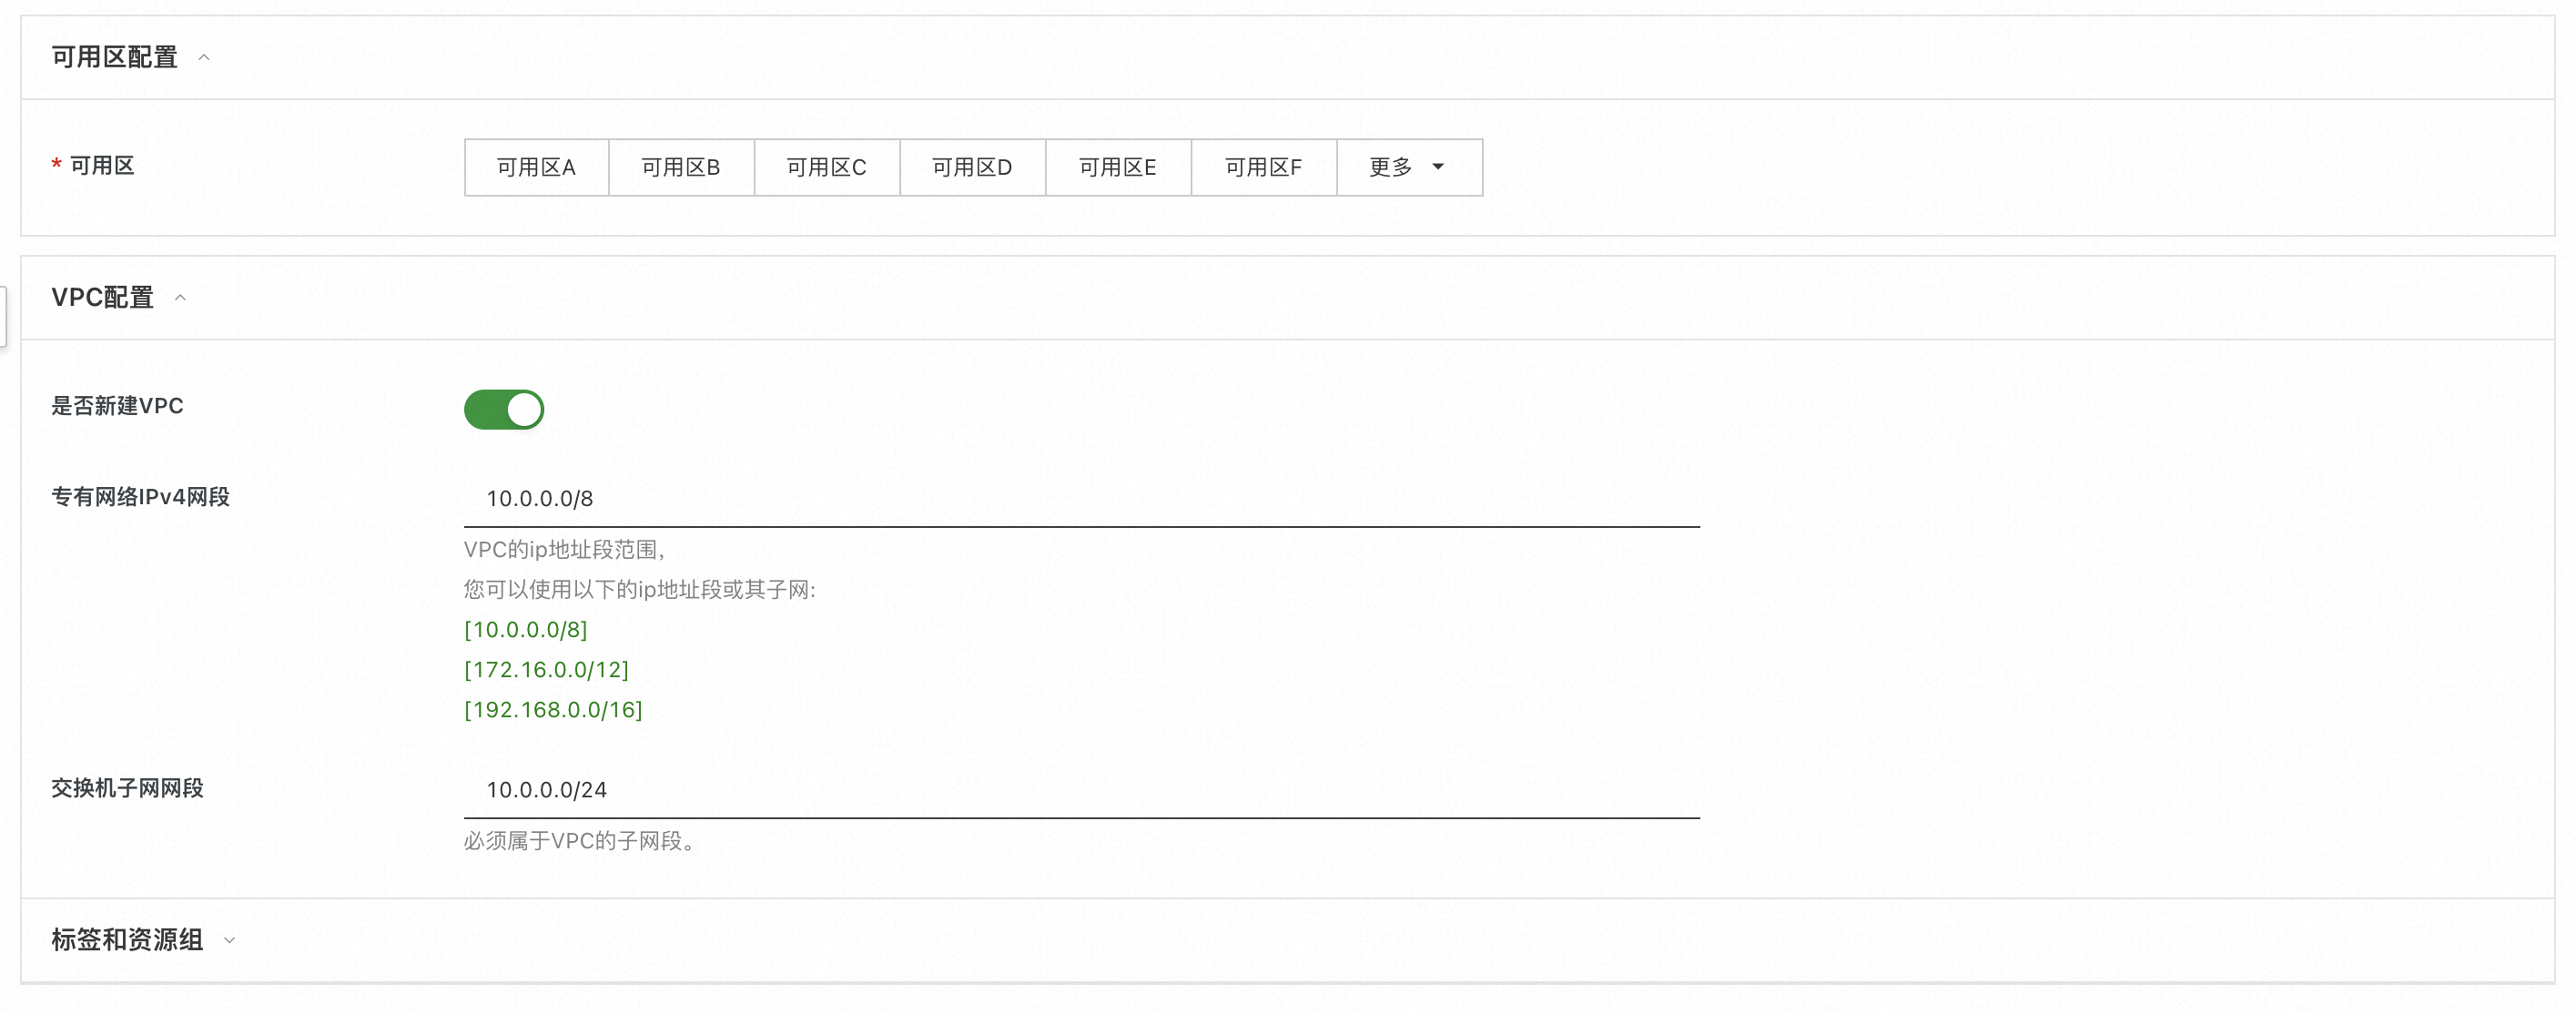 可用区配置
* 可用区
可用区A 可用区B 可用区C 可用区D 可用区E 可用区F 更多
VPC配置
是否新建VPC
专有网络IPv4网段
10.0.0.0/8
VPC的ip地址段范围,
您可以使用以下的ip地址段或其子网:
[10.0.0.0/8]
[172.16.0.0/12]
[192.168.0.0/16]
交换机子网网段
10.0.0.0/24
必须属于VPC的子网段。
标签和资源组